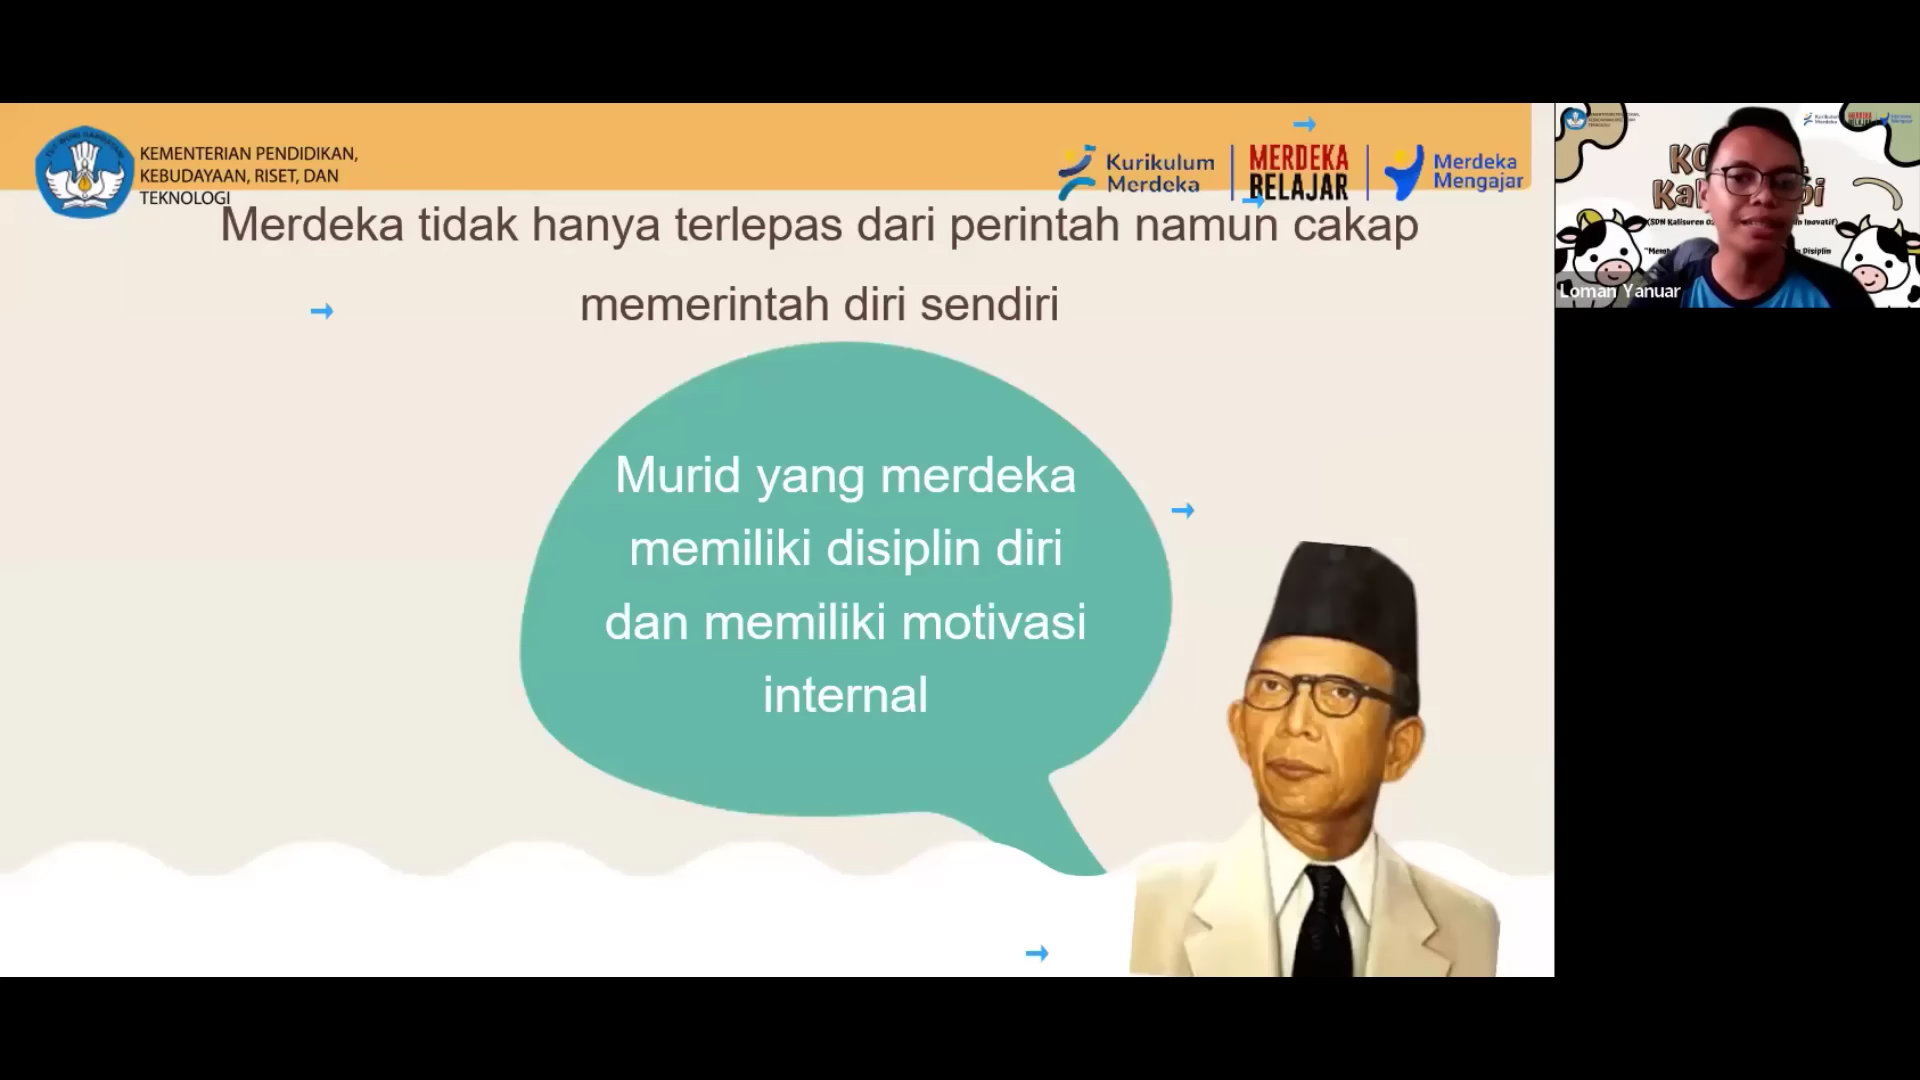 KEMENTERIAN PENDIDIKAN,
KEBUDAYAAN, RISET, DAN
TEKNOLOGI
Kurikulum
Merdeka
MERDEKA
BELAJAR
Merdeka
Mengajar
Merdeka tidak hanya terlepas dari perintah namun cakap
memerintah diri sendiri
Murid yang merdeka
memiliki disiplin diri
dan memiliki motivasi
internal
Loman Yanuar